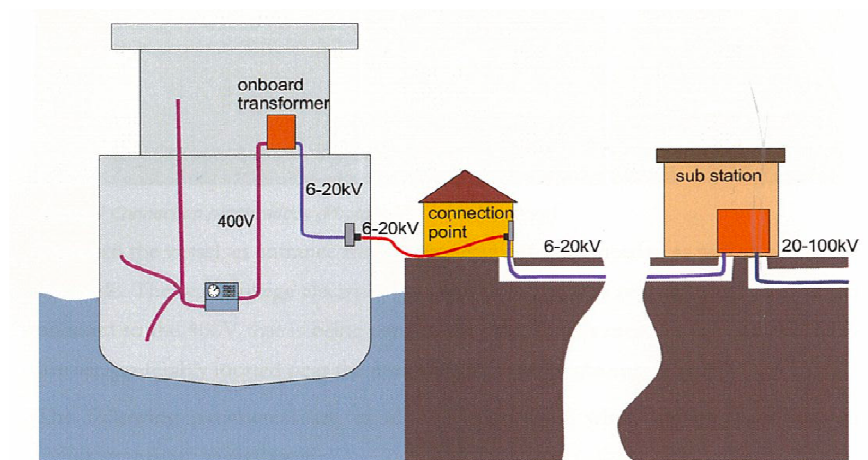 onboard
transformer
6-20kV
400V
6-20kV
connection
point
6-20kV
sub station
20-100kV